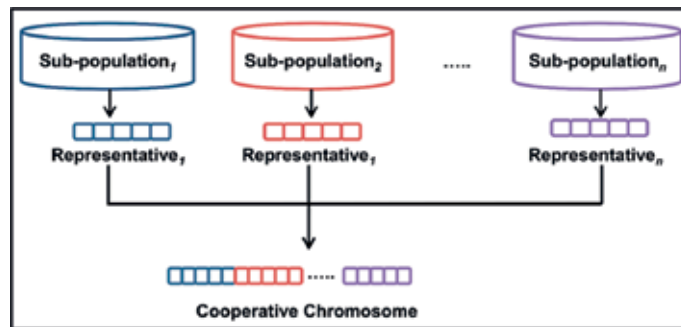 Sub-population1 Sub-population2 ..... Sub-populationn
Representative1 Representative1 Representativen
.....
Cooperative Chromosome